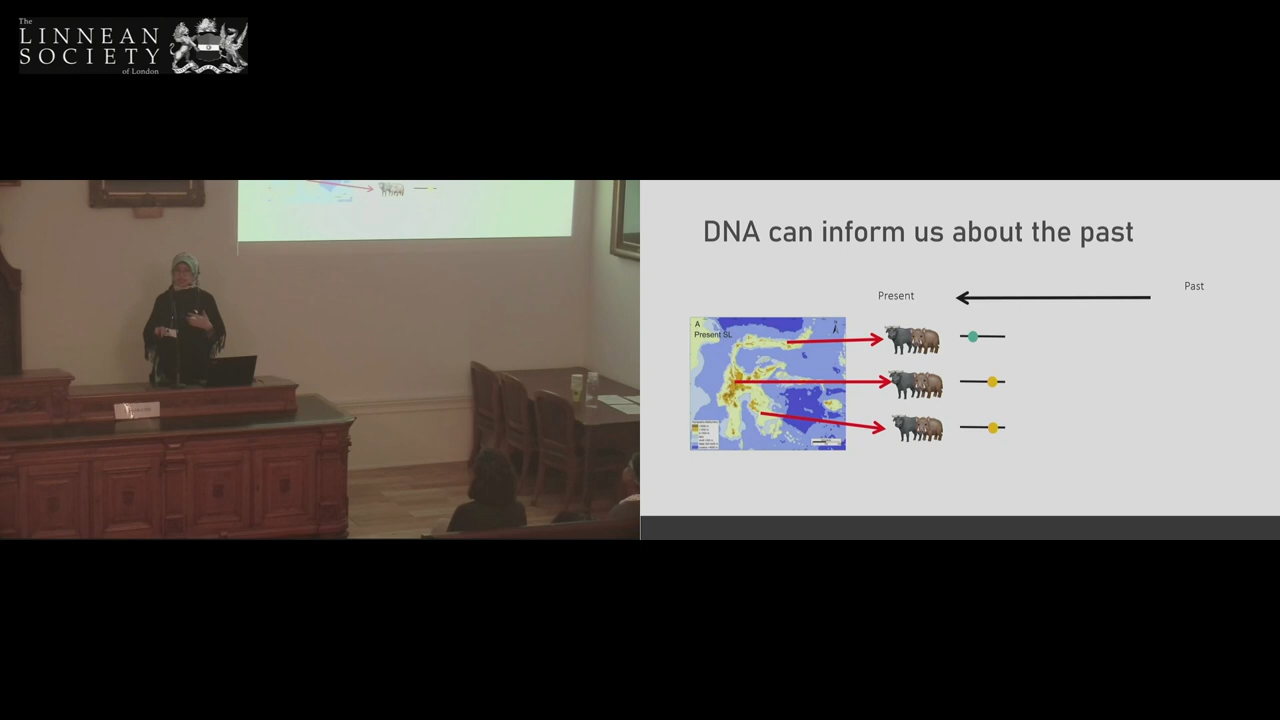 The
LINNEAN
SOCIETY
of London
DNA can inform us about the past
Present
Past
A
Present SL